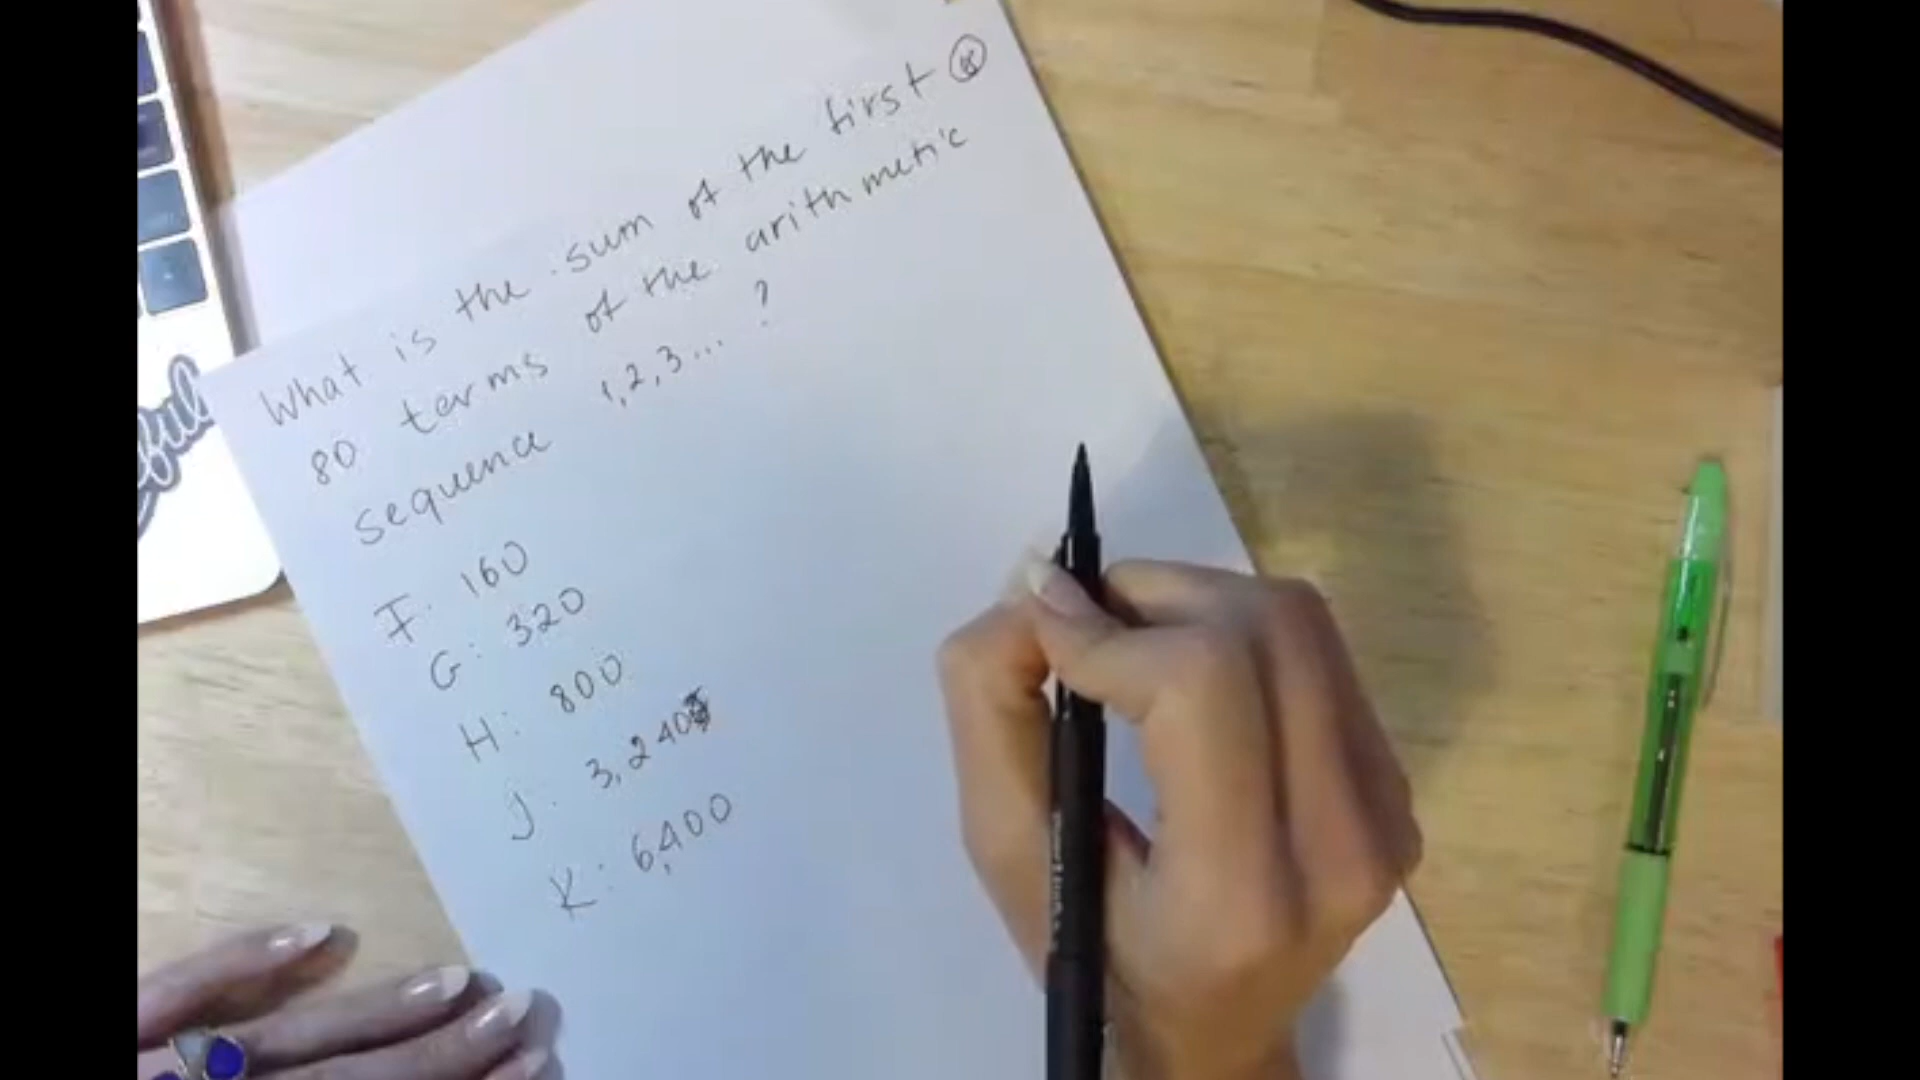 What is the sum of the first
80 terms of the arithmetic
sequence 1, 2, 3... ?
F. 160
G: 320
H: 800
J. 3,240
K: 6,400